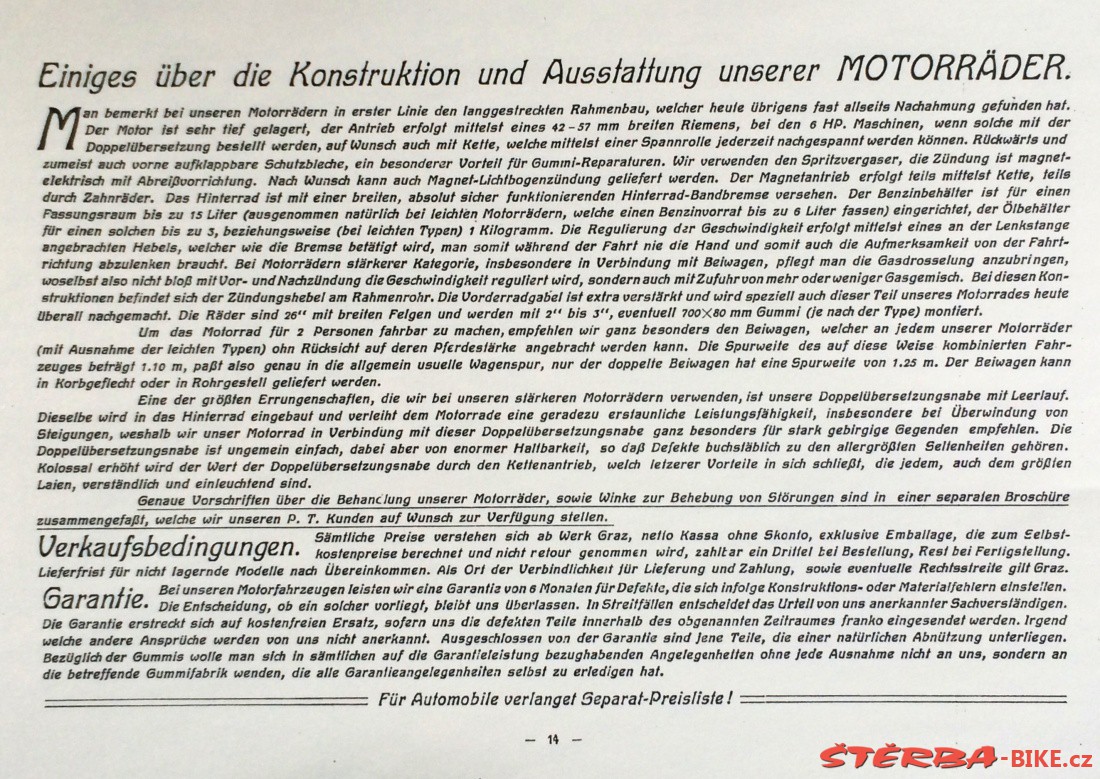 Einiges über die Konstruktion und Ausstattung unserer MOTORRÄDER.
Man bemerkt bei unseren Motorrädern in erster Linie den langgestreckten Rahmenbau, welcher heute übrigens fast allseits Nachahmung gefunden hat.
Der Motor ist sehr tief gelagert, der Antrieb erfolgt mittelst eines 42-57 mm breiten Riemens, bei den 6 HP. Maschinen, wenn solche mit der
Doppelübersetzung bestellt werden, auf Wunsch auch mit Kette, welche mittelst einer Spannrolle jederzeit nachgespannt werden können. Rückwärts und
zumeist auch vorne aufklappbare Schutzbleche, ein besonderer Vorteil für Gummi-Reparaturen. Wir verwenden den Spritzvergaser, die Zündung ist magnet-
elektrisch mit Abreißvorrichtung. Nach Wunsch kann auch Magnet-Lichtbogenzündung geliefert werden. Der Magnetantrieb erfolgt teils mittelst Kette, teils
durch Zahnräder. Das Hinterrad ist mit einer breiten, absolut sicher funktionierenden Hinterrad-Bandbremse versehen. Der Benzinbehälter ist für einen
Fassungsraum bis zu 15 Liter (ausgenommen natürlich bei leichten Motorrädern, welche einen Benzinvorrat bis zu 6 Liter fassen) eingerichtet, der Ölbehälter
für einen solchen bis zu 3, beziehungsweise (bei leichten Typen) 1 Kilogramm. Die Regulierung der Geschwindigkeit erfolgt mittelst eines an der Lenkstange
angebrachten Hebels, welcher wie die Bremse betätigt wird, man somit während der Fahrt nie die Hand und somit auch die Aufmerksamkeit von der Fahrt-
richtung abzulenken braucht. Bei Motorrädern stärkerer Kategorie, insbesondere in Verbindung mit Beiwagen, pflegt man die Gasdrosselung anzubringen,
woselbst also nicht bloß mit Vor- und Nachzündung die Geschwindigkeit reguliert wird, sondern auch mit Zufuhr von mehr oder weniger Gasgemisch. Bei diesen Kon-
struktionen befindet sich der Zündungshebel am Rahmenrohr. Die Vorderradgabel ist extra verstärkt und wird speziell auch dieser Teil unseres Motorrades heute
überall nachgemacht. Die Räder sind 26" mit breiten Felgen und werden mit 2" bis 3", eventuell 700×80 mm Gummi (je nach der Type) montiert.
Um das Motorrad für 2 Personen fahrbar zu machen, empfehlen wir ganz besonders den Beiwagen, welcher an jedem unserer Motorräder
(mit Ausnahme der leichten Typen) ohn Rücksicht auf deren Pferdestärke angebracht werden kann. Die Spurweite des auf diese Weise kombinierten Fahr-
zeuges beträgt 1.10 m, paßt also genau in die allgemein usuelle Wagenspur, nur der doppelte Beiwagen hat eine Spurweite von 1.25 m. Der Beiwagen kann
in Korbgeflecht oder in Rohrgestell geliefert werden.
Eine der größten Errungenschaften, die wir bei unseren stärkeren Motorrädern verwenden, ist unsere Doppelübersetzungsnabe mit Leerlauf.
Dieselbe wird in das Hinterrad eingebaut und verleiht dem Motorrade eine geradezu erstaunliche Leistungsfähigkeit, insbesondere bei Überwindung von
Steigungen, weshalb wir unser Motorrad in Verbindung mit dieser Doppelübersetzungsnabe ganz besonders für stark gebirgige Gegenden empfehlen. Die
Doppelübersetzungsnabe ist ungemein einfach, dabei aber von enormer Haltbarkeit, so daß Defekte buchstäblich zu den allergrößten Seltenheiten gehören.
Kolossal erhöht wird der Wert der Doppelübersetzungsnabe durch den Kettenantrieb, welch letzerer Vorteile in sich schließt, die jedem, auch dem größten
Laien, verständlich und einleuchtend sind.
Genaue Vorschriften über die Behandlung unserer Motorräder, sowie Winke zur Behebung von Störungen sind in einer separaten Broschüre
zusammengefaßt, welche wir unseren P. T. Kunden auf Wunsch zur Verfügung stellen.
Verkaufsbedingungen. Sämtliche Preise verstehen sich ab Werk Graz, netto Kassa ohne Skonto, exklusive Emballage, die zum Selbst-
kostenpreise berechnet und nicht retour genommen wird, zahlbar ein Drittel bei Bestellung, Rest bei Fertigstellung.
Lieferfrist für nicht lagernde Modelle nach Übereinkommen. Als Ort der Verbindlichkeit für Lieferung und Zahlung, sowie eventuelle Rechtsstreite gilt Graz.
Garantie. Bei unseren Motorfahrzeugen leisten wir eine Garantie von 6 Monaten für Defekte, die sich infolge Konstruktions- oder Materialfehlern einstellen.
Die Entscheidung, ob ein solcher vorliegt, bleibt uns überlassen. In Streitfällen entscheidet das Urteil von uns anerkannter Sachverständigen.
Die Garantie erstreckt sich auf kostenfreien Ersatz, sofern uns die defekten Teile innerhalb des obgenannten Zeitraumes franko eingesendet werden. Irgend
welche andere Ansprüche werden von uns nicht anerkannt. Ausgeschlossen von der Garantie sind jene Teile, die einer natürlichen Abnützung unterliegen.
Bezüglich der Gummis wolle man sich in sämtlichen auf die Garantieleistung bezughabenden Angelegenheiten ohne jede Ausnahme nicht an uns, sondern an
die betreffende Gummifabrik wenden, die alle Garantieangelegenheiten selbst zu erledigen hat.
Für Automobile verlanget Separat-Preisliste!
— 14 —
ŠTĚRBA-BIKE.cz